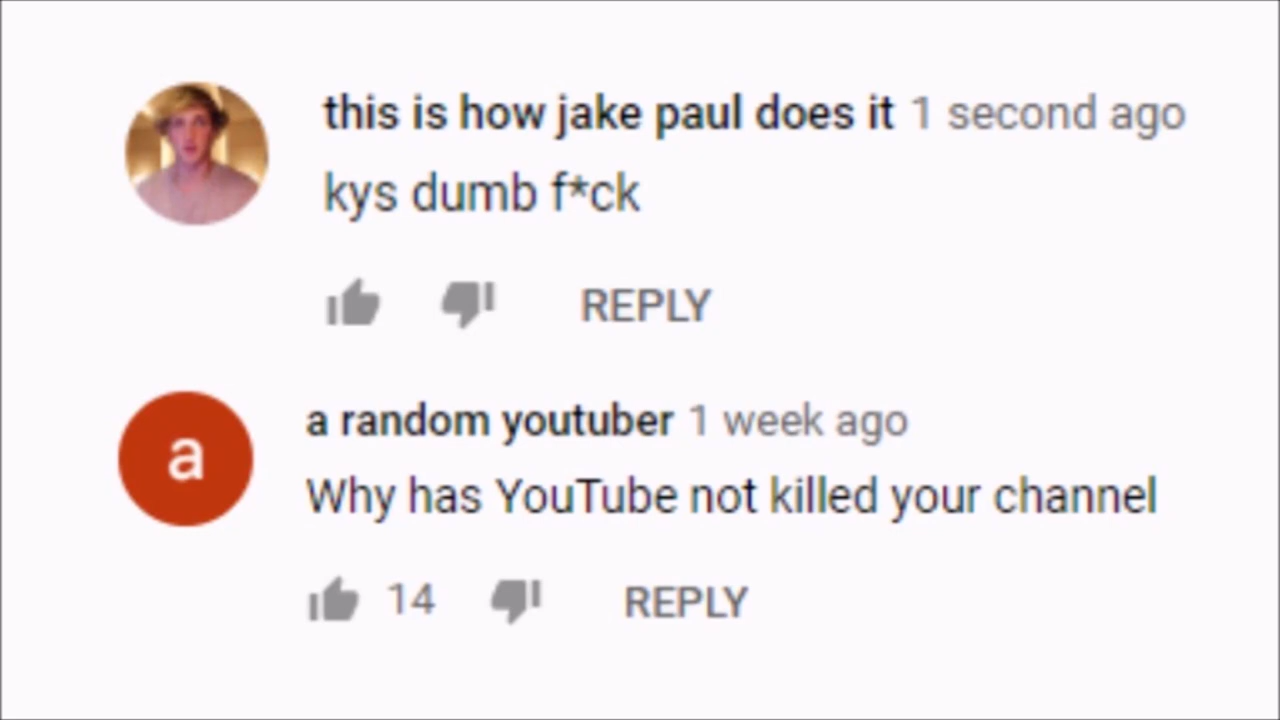 this is how jake paul does it 1 second ago
kys dumb f*ck
REPLY
a
a random youtuber 1 week ago
Why has YouTube not killed your channel
14 REPLY